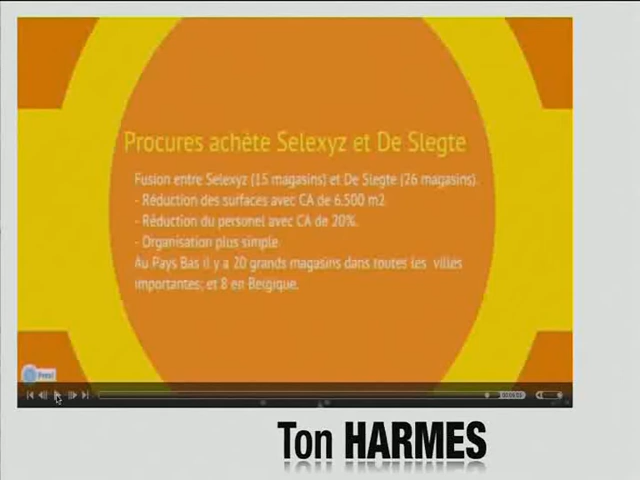 Procures achète Selexyz et De Slegte
Fusion entre Selexyz (15 magasins) et De Slegte (26 magasins).
- Réduction des surfaces avec CA de 6.500 m2
- Réduction du personel avec CA de 20%.
- Organisation plus simple
Au Pays Bas il y a 20 grands magasins dans toutes les villes
importantes, et 8 en Belgique.
Prezi
Ton HARMES